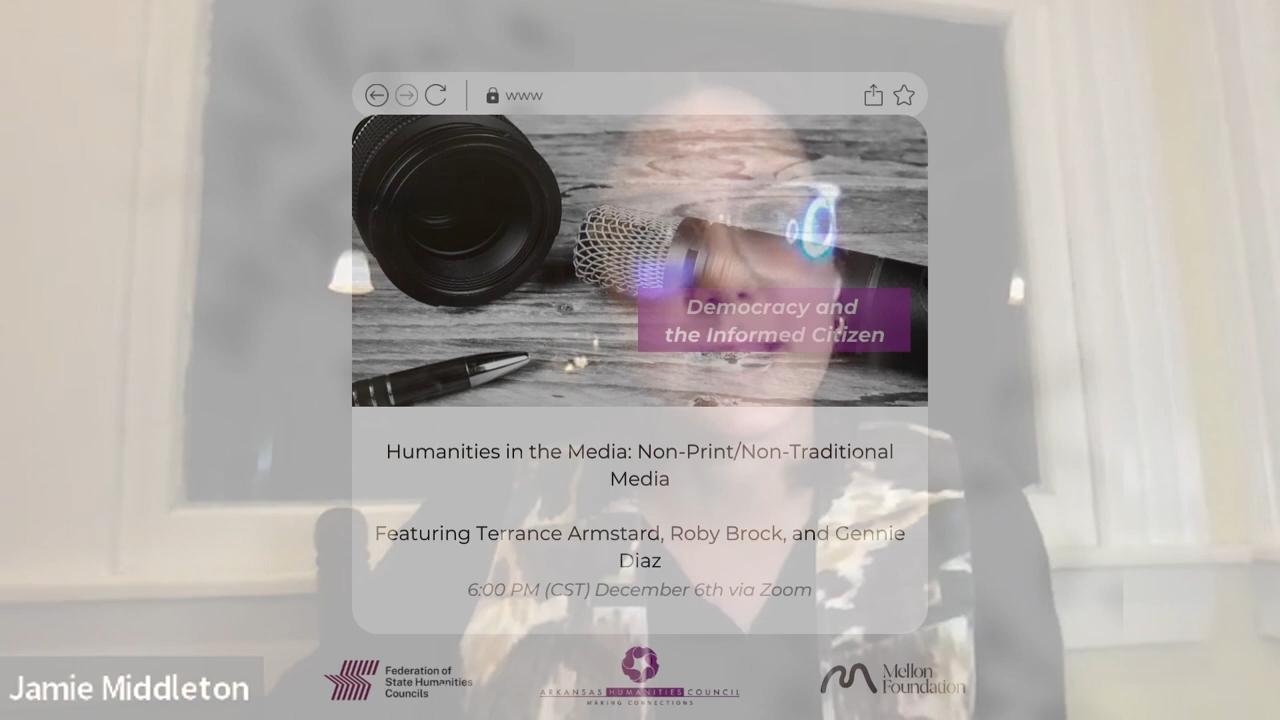 www
Democracy and
the Informed Citizen
Humanities in the Media: Non-Print/Non-Traditional
Media
Featuring Terrance Armstard, Roby Brock, and Gennie
Diaz
6:00 PM (CST) December 6th via Zoom
Jamie Middleton
Federation of
State Humanities
Councils
ARKANSAS HUMANITIES COUNCIL
MAKING CONNECTIONS
Mellon
Foundation